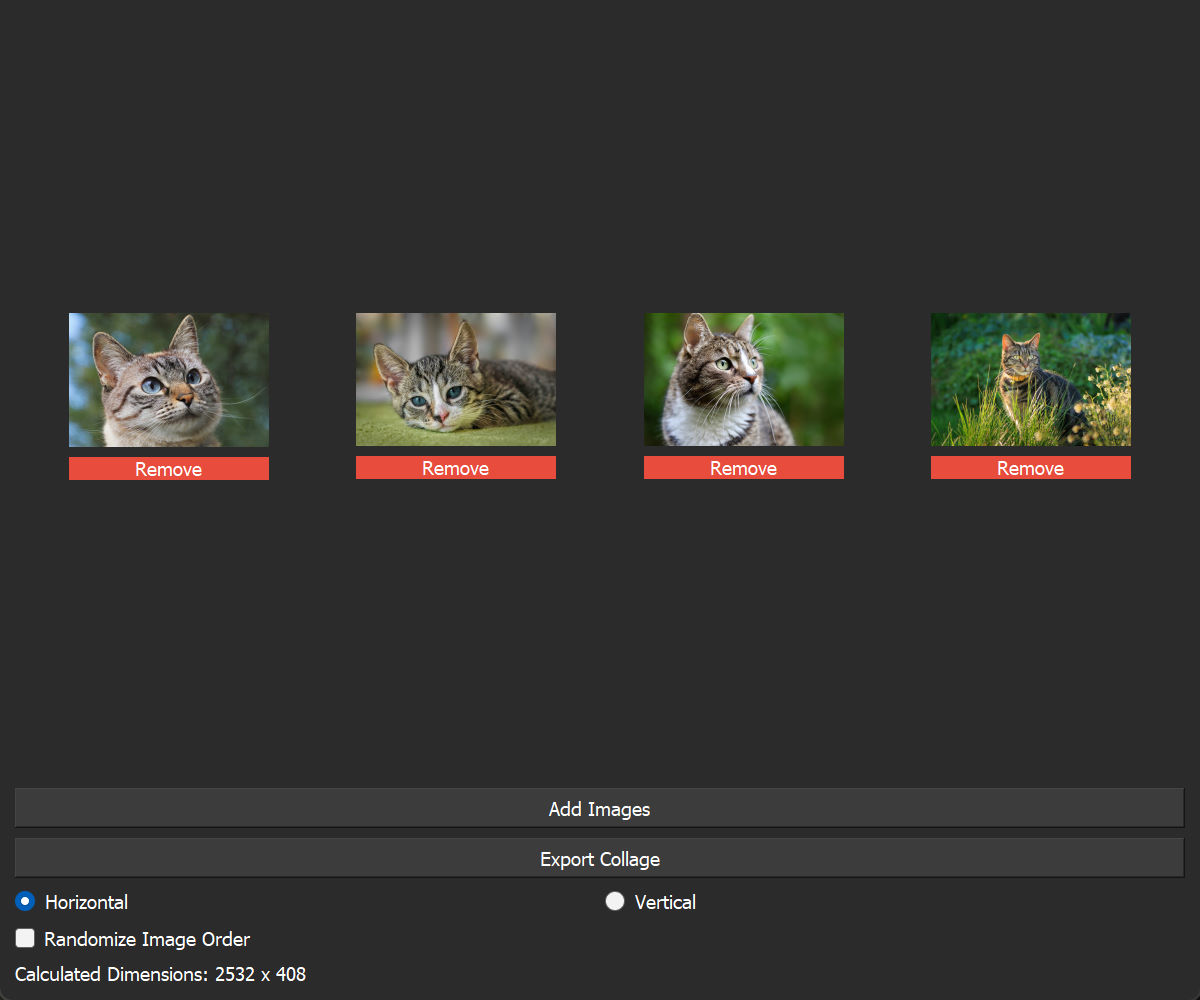 Remove Remove Remove Remove
Add Images
Export Collage
Horizontal Vertical
Randomize Image Order
Calculated Dimensions: 2532 x 408